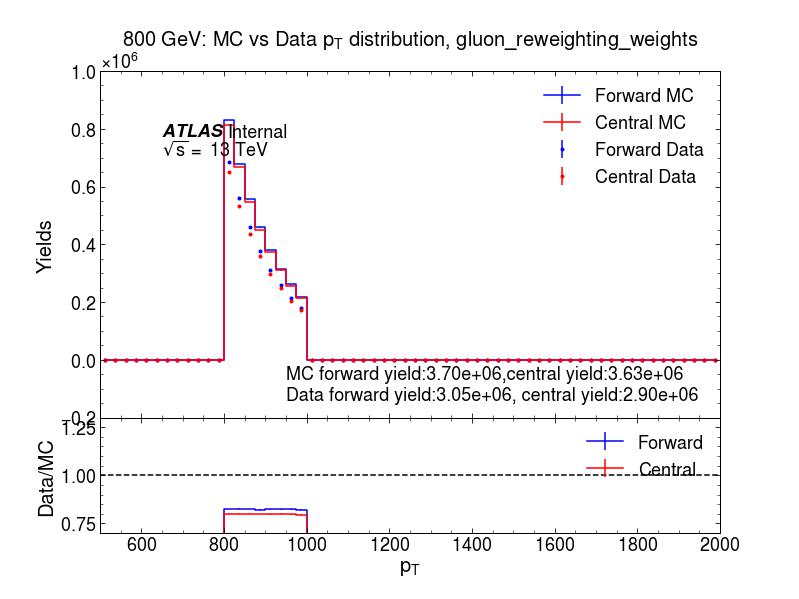 800 GeV: MC vs Data pT distribution, gluon_reweighting_weights
×10⁶
1.0
0.8
0.6
0.4
0.2
0.0
0.2
Yields
ATLAS Internal
√s = 13 TeV
Forward MC
Central MC
Forward Data
Central Data
MC forward yield:3.70e+06,central yield:3.63e+06
Data forward yield:3.05e+06, central yield:2.90e+06
1.25
1.00
0.75
Data/MC
Forward
Central
600 800 1000 1200 1400 1600 1800 2000
pT